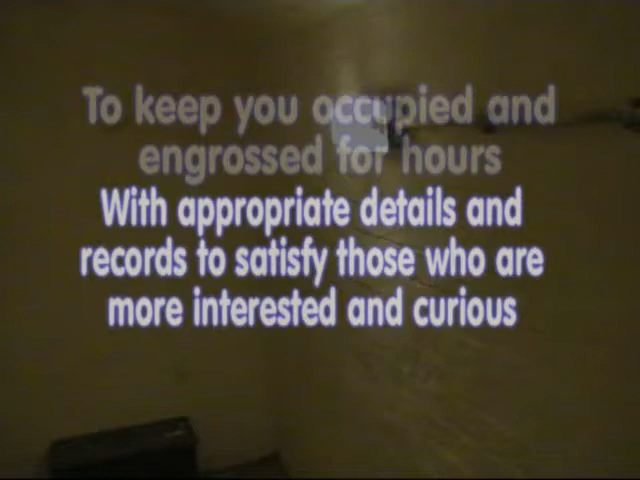 To keep you occupied and
engrossed for hours
With appropriate details and
records to satisfy those who are
more interested and curious